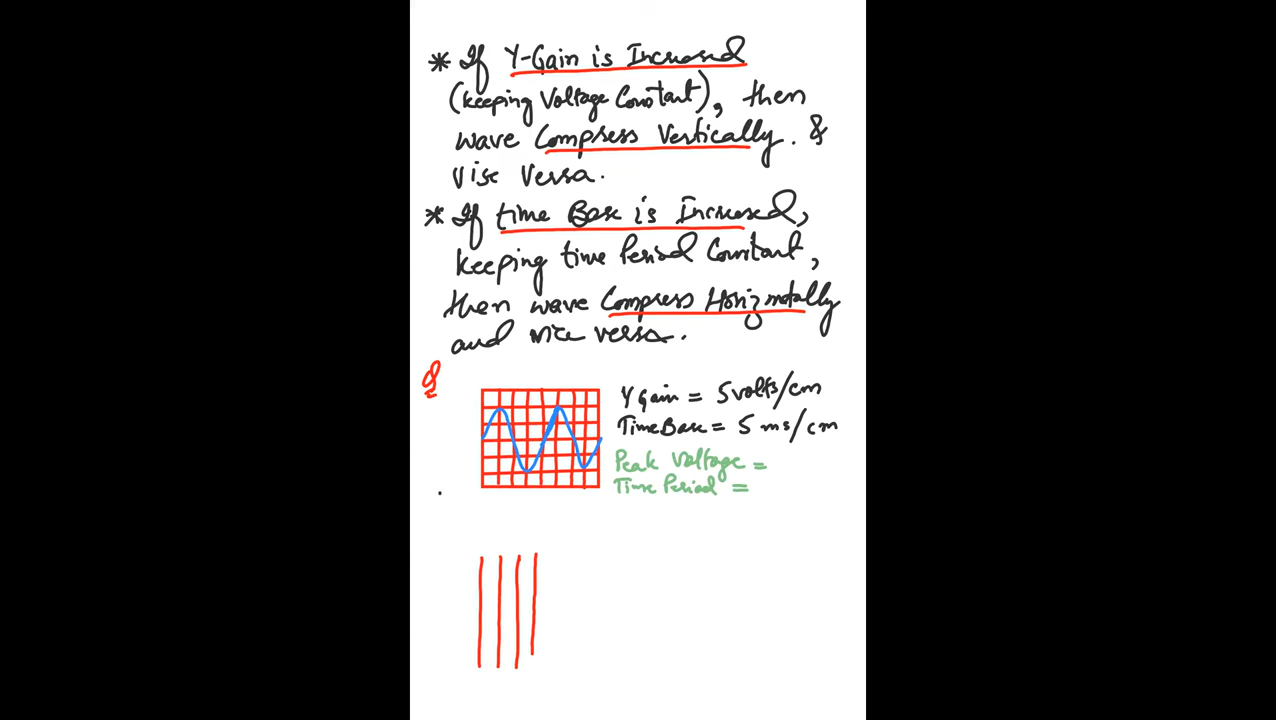 * If Y-Gain is Increased
(keeping Voltage Constant), then
wave Compress Vertically. &
Vise Versa.
* If time Base is Increased,
keeping time Period Constant,
then wave Compress Horizontally
and vice versa.
Q
Y Gain = 5 volts/cm
Time Base = 5 ms/cm
Peak Voltage =
Time Period =